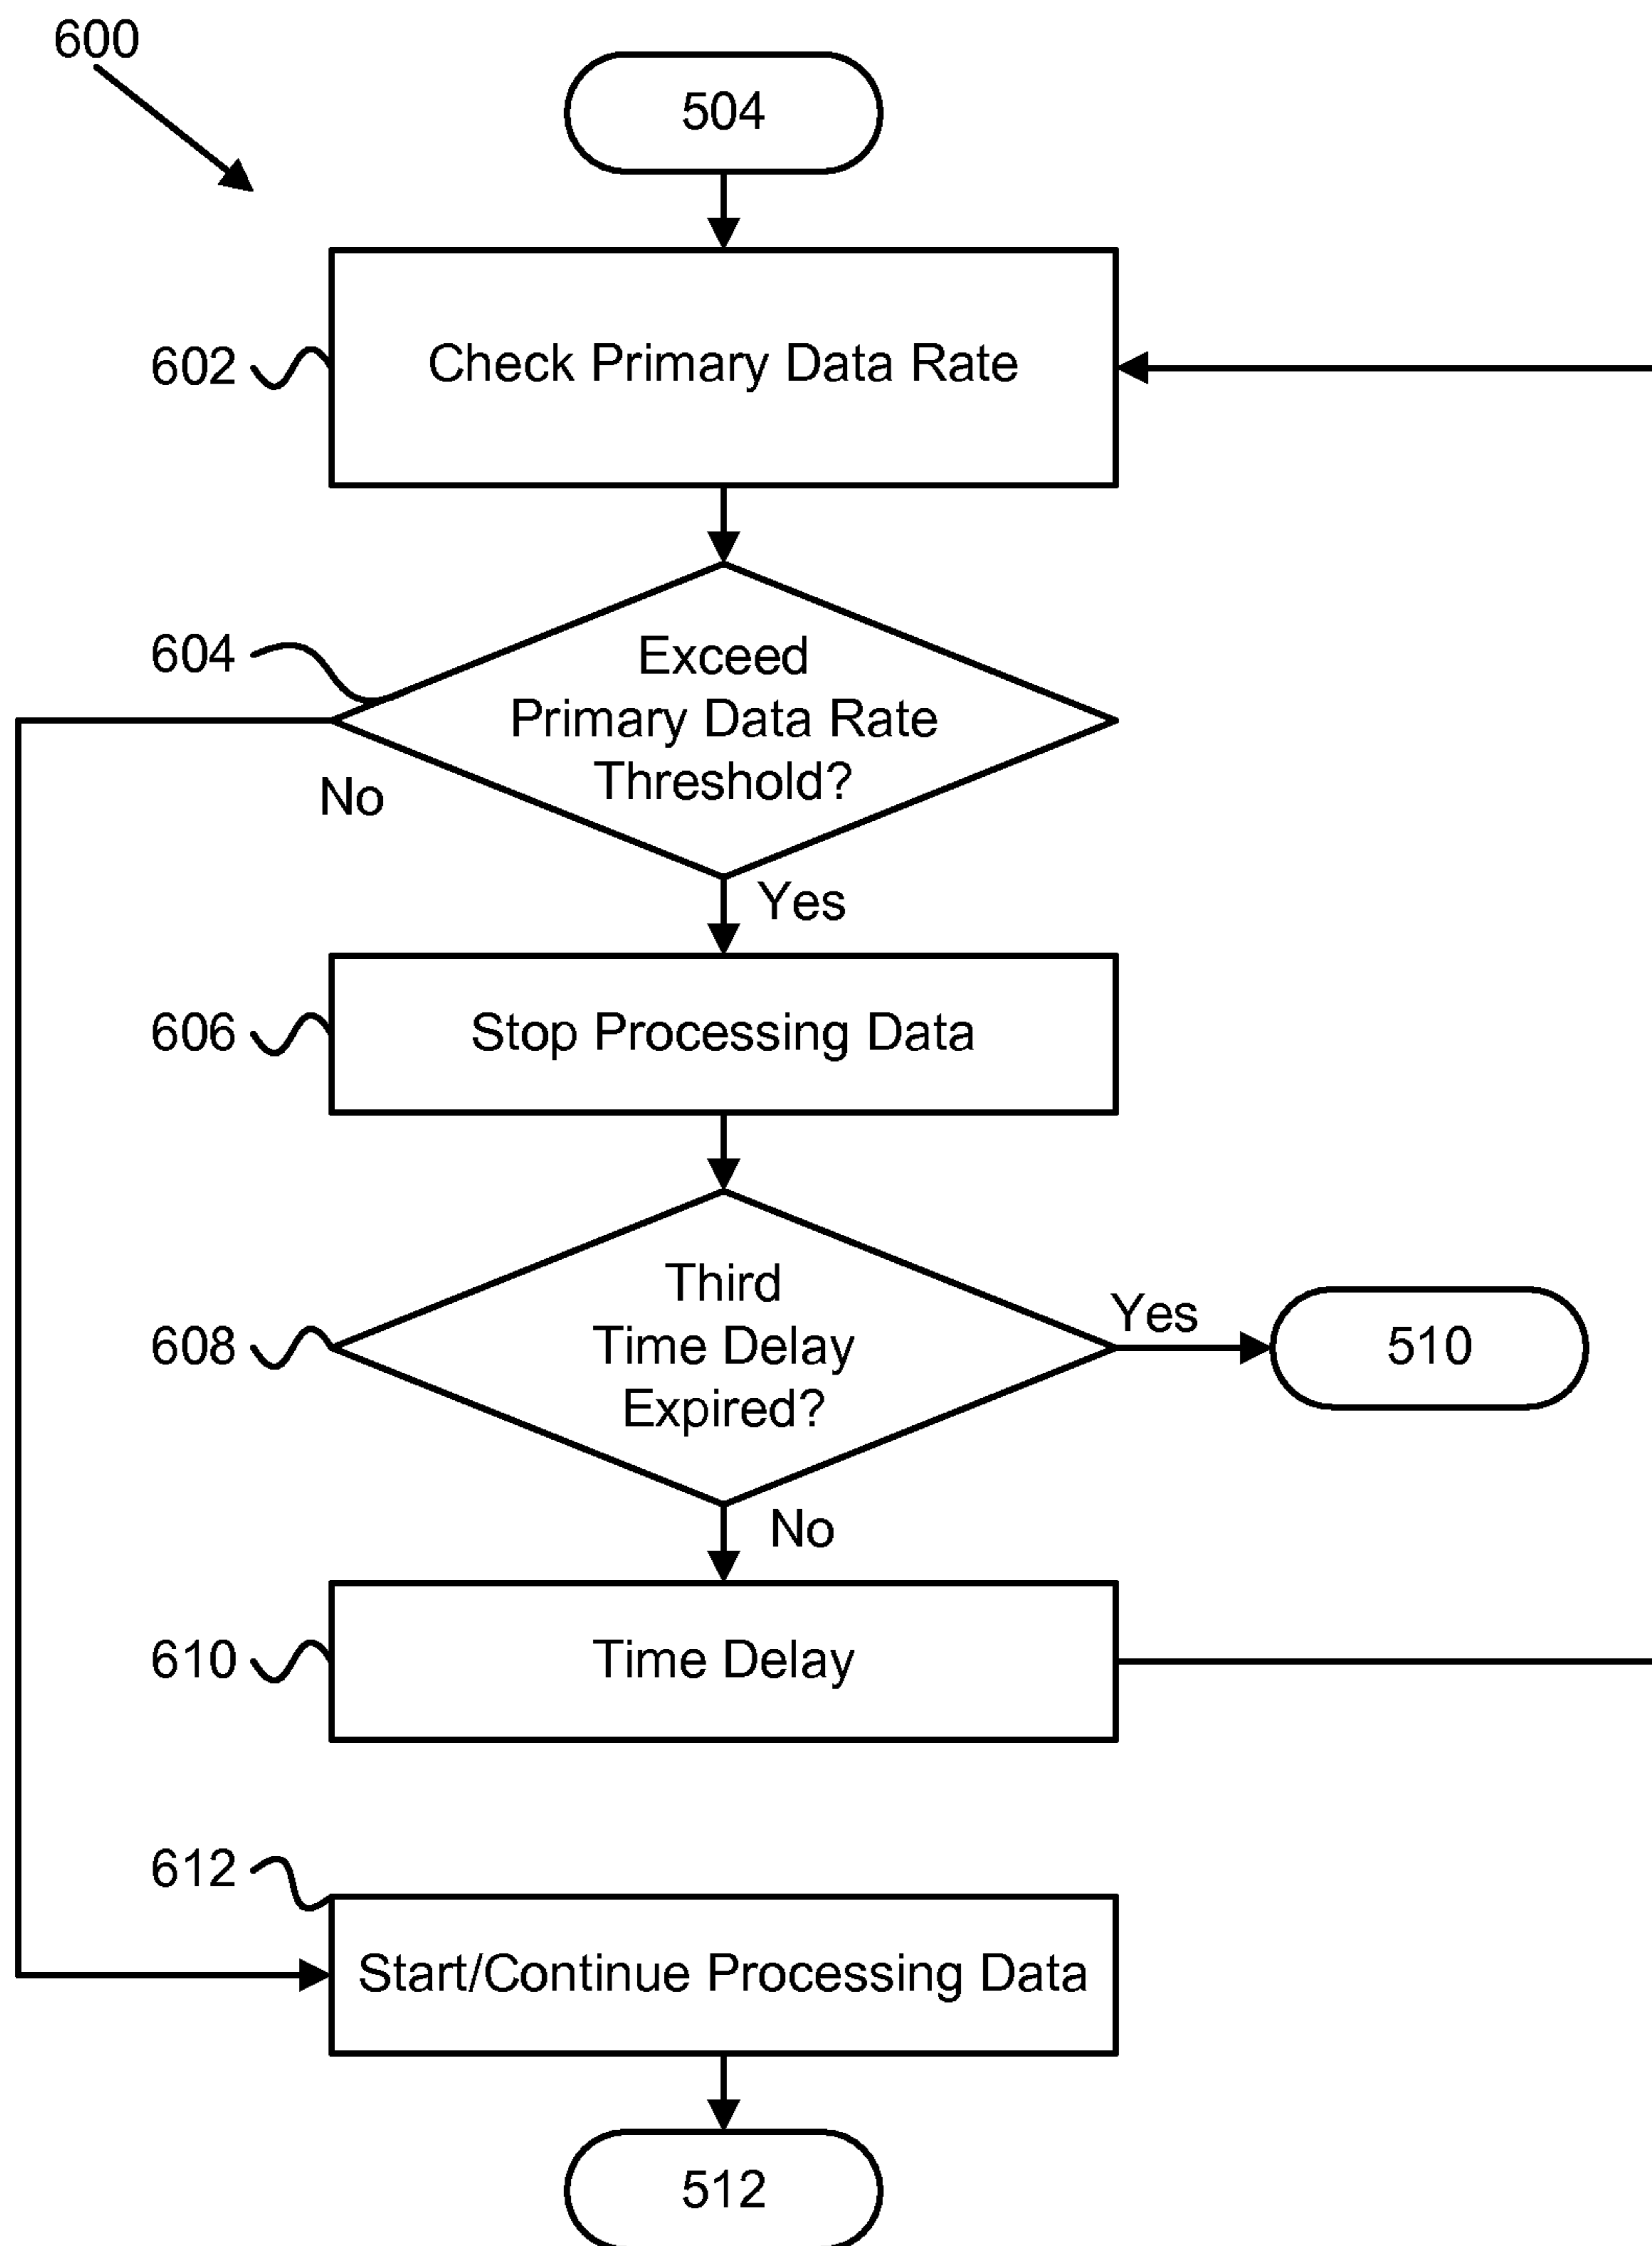 600
504
602
Check Primary Data Rate
604
Exceed
Primary Data Rate
Threshold?
No
Yes
606
Stop Processing Data
608
Third
Time Delay
Expired?
Yes
510
No
610
Time Delay
612
Start/Continue Processing Data
512